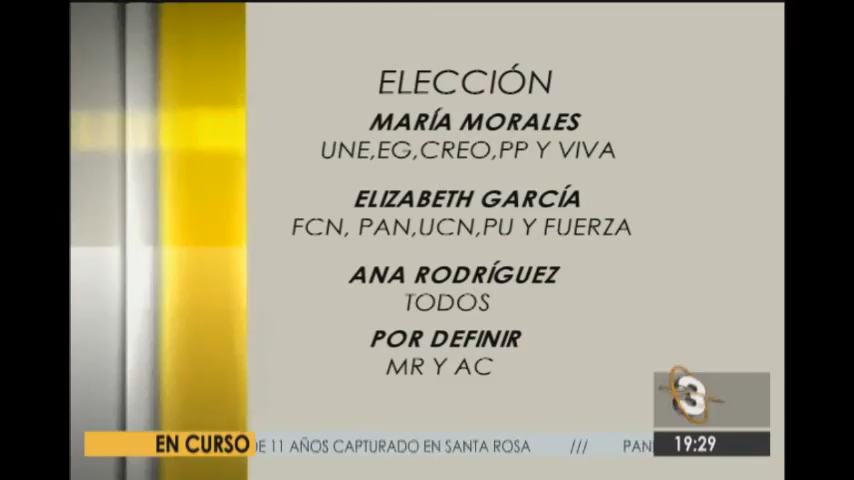 ELECCIÓN
MARÍA MORALES
UNE,EG,CREO,PP Y VIVA
ELIZABETH GARCÍA
FCN, PAN,UCN,PU Y FUERZA
ANA RODRÍGUEZ
TODOS
POR DEFINIR
MR Y AC
3
EN CURSO DE 11 AÑOS CAPTURADO EN SANTA ROSA /// PAN 19:29